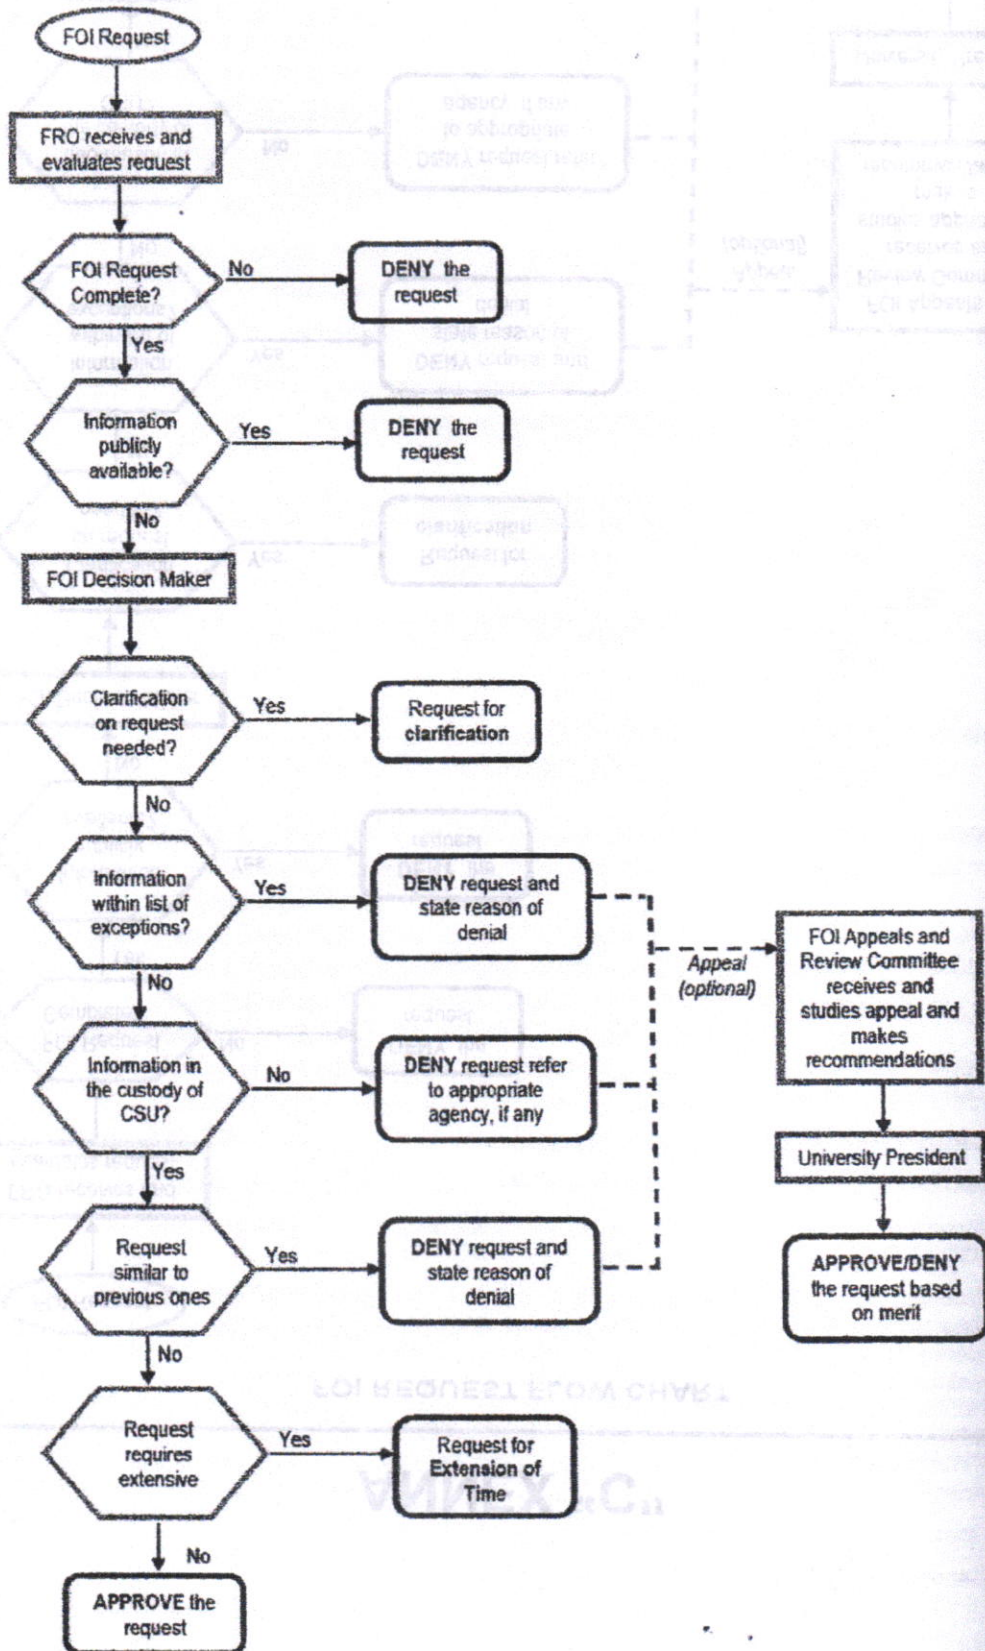 FOI Request
FRO receives and
evaluates request
FOI Request
Complete?
No
DENY the
request
Yes
Information
publicly
available?
Yes
DENY the
request
No
FOI Decision Maker
Clarification
on request
needed?
Yes
Request for
clarification
No
Information
within list of
exceptions?
Yes
DENY request and
state reason of
denial
No
Information in
the custody of
CSU?
No
DENY request refer
to appropriate
agency, if any
Yes
Request
similar to
previous ones
Yes
DENY request and
state reason of
denial
Appeal
(optional)
FOI Appeals and
Review Committee
receives and
studies appeal and
makes
recommendations
University President
APPROVE/DENY
the request based
on merit
No
Request
requires
extensive
Yes
Request for
Extension of
Time
No
APPROVE the
request
FOI REQUEST FLOW CHART
ANNEX "C"